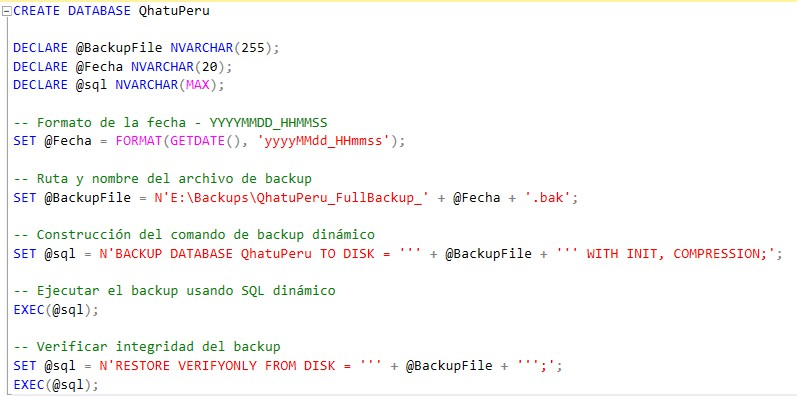 CREATE DATABASE QhatuPeru
DECLARE @BackupFile NVARCHAR(255);
DECLARE @Fecha NVARCHAR(20);
DECLARE @sql NVARCHAR(MAX);
-- Formato de la fecha - YYYYMMDD_HHMMSS
SET @Fecha = FORMAT(GETDATE(), 'yyyyMMdd_HHmmss');
-- Ruta y nombre del archivo de backup
SET @BackupFile = N'E:\Backups\QhatuPeru_FullBackup_' + @Fecha + '.bak';
-- Construcción del comando de backup dinámico
SET @sql = N'BACKUP DATABASE QhatuPeru TO DISK = ''' + @BackupFile + ''' WITH INIT, COMPRESSION;';
-- Ejecutar el backup usando SQL dinámico
EXEC(@sql);
-- Verificar integridad del backup
SET @sql = N'RESTORE VERIFYONLY FROM DISK = ''' + @BackupFile + ''';';
EXEC(@sql);